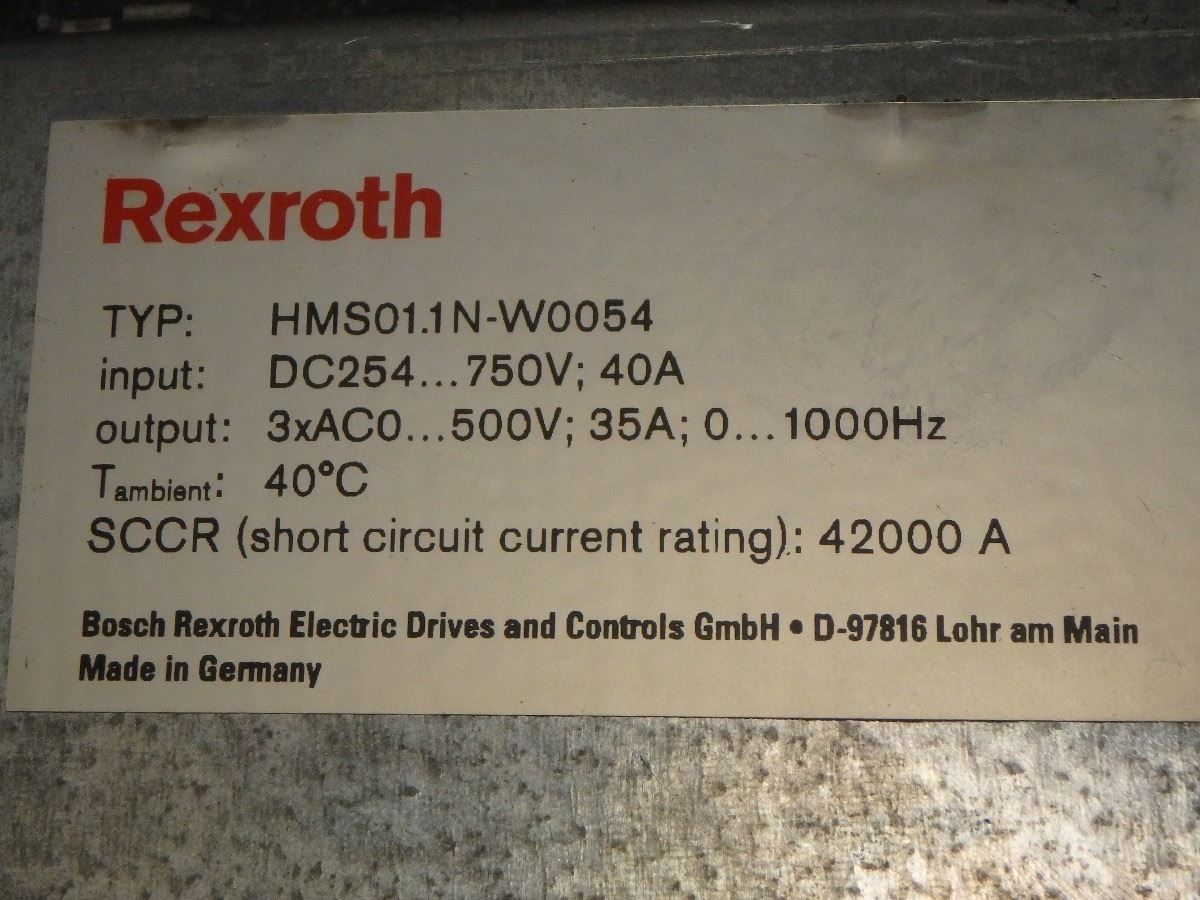 Rexroth
TYP: HMS01.1N-W0054
input: DC254...750V; 40A
output: 3xAC0...500V; 35A; 0...1000Hz
Tambient: 40°C
SCCR (short circuit current rating): 42000 A
Bosch Rexroth Electric Drives and Controls GmbH • D-97816 Lohr am Main
Made in Germany